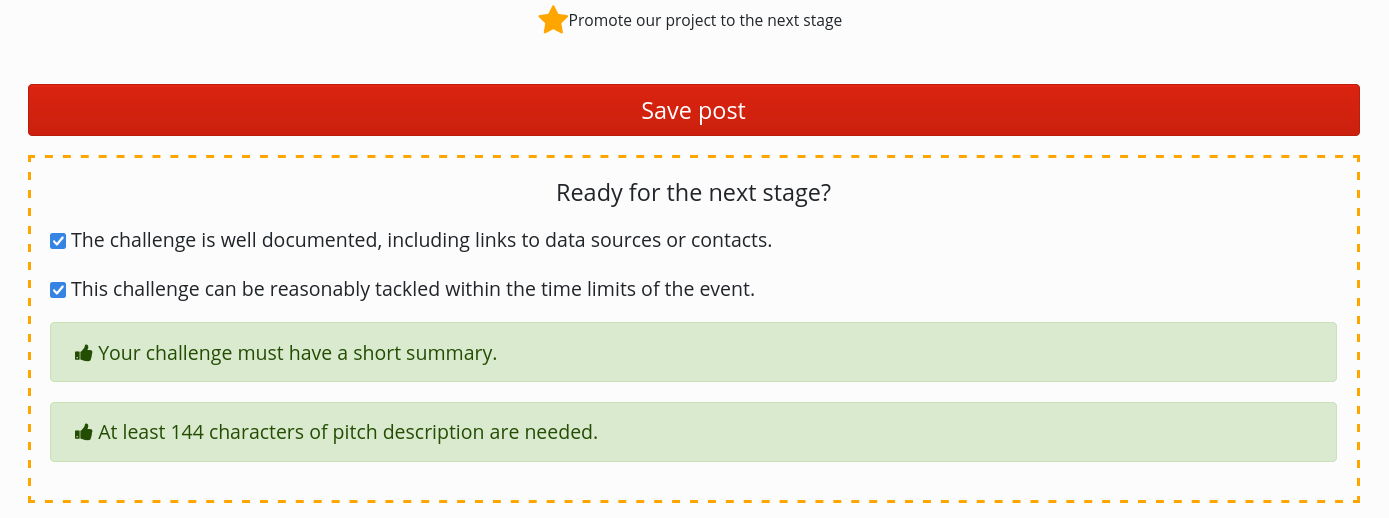 Promote our project to the next stage
Save post
Ready for the next stage?
The challenge is well documented, including links to data sources or contacts.
This challenge can be reasonably tackled within the time limits of the event.
Your challenge must have a short summary.
At least 144 characters of pitch description are needed.